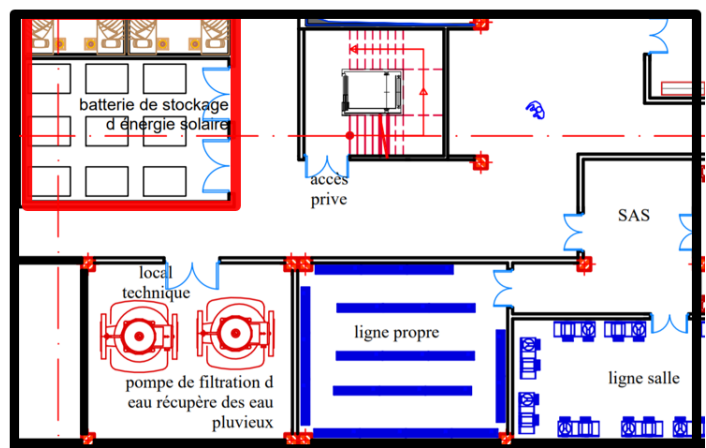 batterie de stockage
d énergie solaire
accès
prive
SAS
local
technique
ligne propre
pompe de filtration d
eau récupère des eau
pluvieux
ligne salle